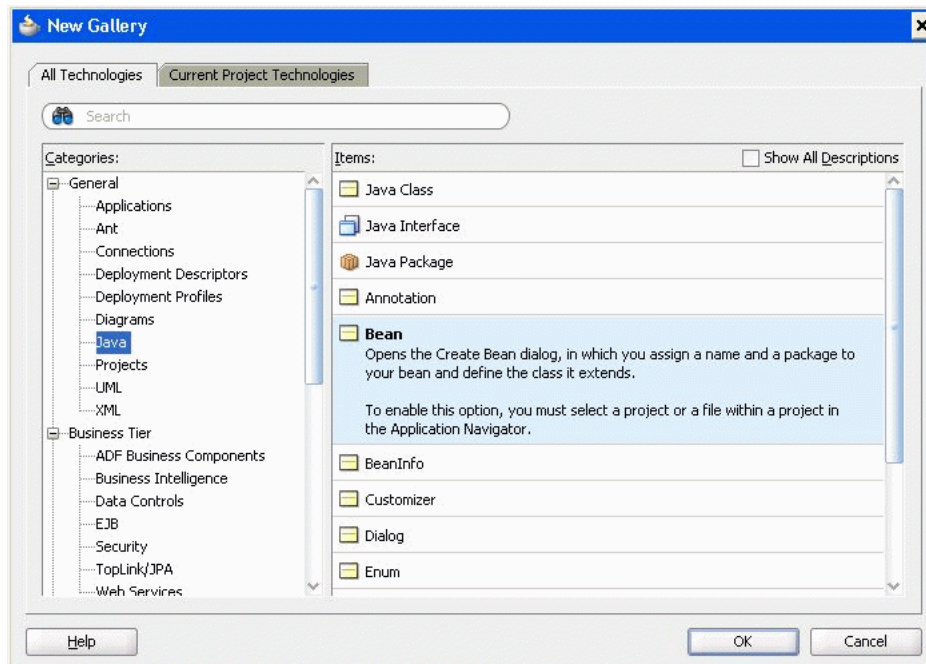 New Gallery
All Technologies
Current Project Technologies
Search
Categories:
General
Applications
Ant
Connections
Deployment Descriptors
Deployment Profiles
Diagrams
Java
Projects
UML
XML
Business Tier
ADF Business Components
Business Intelligence
Data Controls
EJB
Security
TopLink/JPA
Web Services
Items:
Show All Descriptions
Java Class
Java Interface
Java Package
Annotation
Bean
Opens the Create Bean dialog, in which you assign a name and a package to
your bean and define the class it extends.
To enable this option, you must select a project or a file within a project in
the Application Navigator.
BeanInfo
Customizer
Dialog
Enum
Help
OK
Cancel